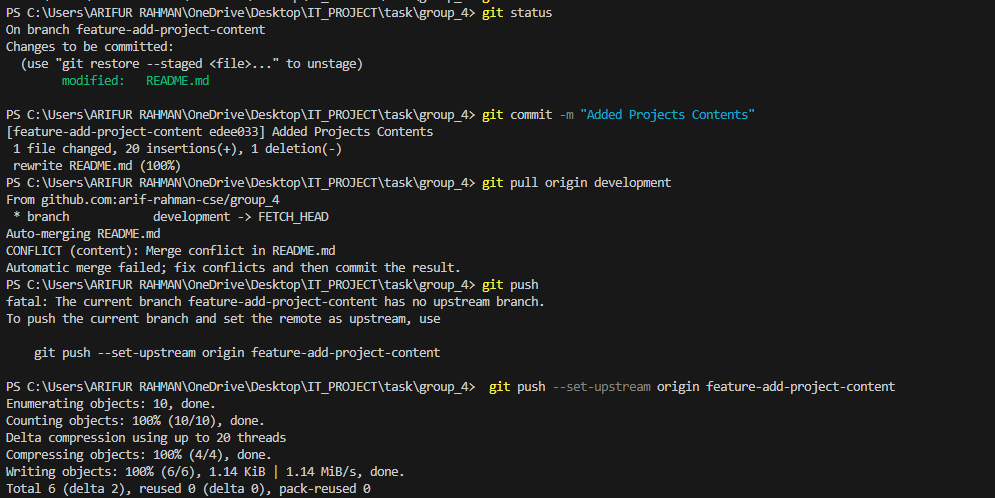 PS C:\Users\ARIFUR RAHMAN\OneDrive\Desktop\IT_PROJECT\task\group_4> git status
On branch feature-add-project-content
Changes to be committed:
  (use "git restore --staged <file>..." to unstage)
        modified:   README.md

PS C:\Users\ARIFUR RAHMAN\OneDrive\Desktop\IT_PROJECT\task\group_4> git commit -m "Added Projects Contents"
[feature-add-project-content edee033] Added Projects Contents
 1 file changed, 20 insertions(+), 1 deletion(-)
 rewrite README.md (100%)
PS C:\Users\ARIFUR RAHMAN\OneDrive\Desktop\IT_PROJECT\task\group_4> git pull origin development
From github.com:arif-rahman-cse/group_4
 * branch            development -> FETCH_HEAD
Auto-merging README.md
CONFLICT (content): Merge conflict in README.md
Automatic merge failed; fix conflicts and then commit the result.
PS C:\Users\ARIFUR RAHMAN\OneDrive\Desktop\IT_PROJECT\task\group_4> git push
fatal: The current branch feature-add-project-content has no upstream branch.
To push the current branch and set the remote as upstream, use

    git push --set-upstream origin feature-add-project-content

PS C:\Users\ARIFUR RAHMAN\OneDrive\Desktop\IT_PROJECT\task\group_4>  git push --set-upstream origin feature-add-project-content
Enumerating objects: 10, done.
Counting objects: 100% (10/10), done.
Delta compression using up to 20 threads
Compressing objects: 100% (4/4), done.
Writing objects: 100% (6/6), 1.14 KiB | 1.14 MiB/s, done.
Total 6 (delta 2), reused 0 (delta 0), pack-reused 0